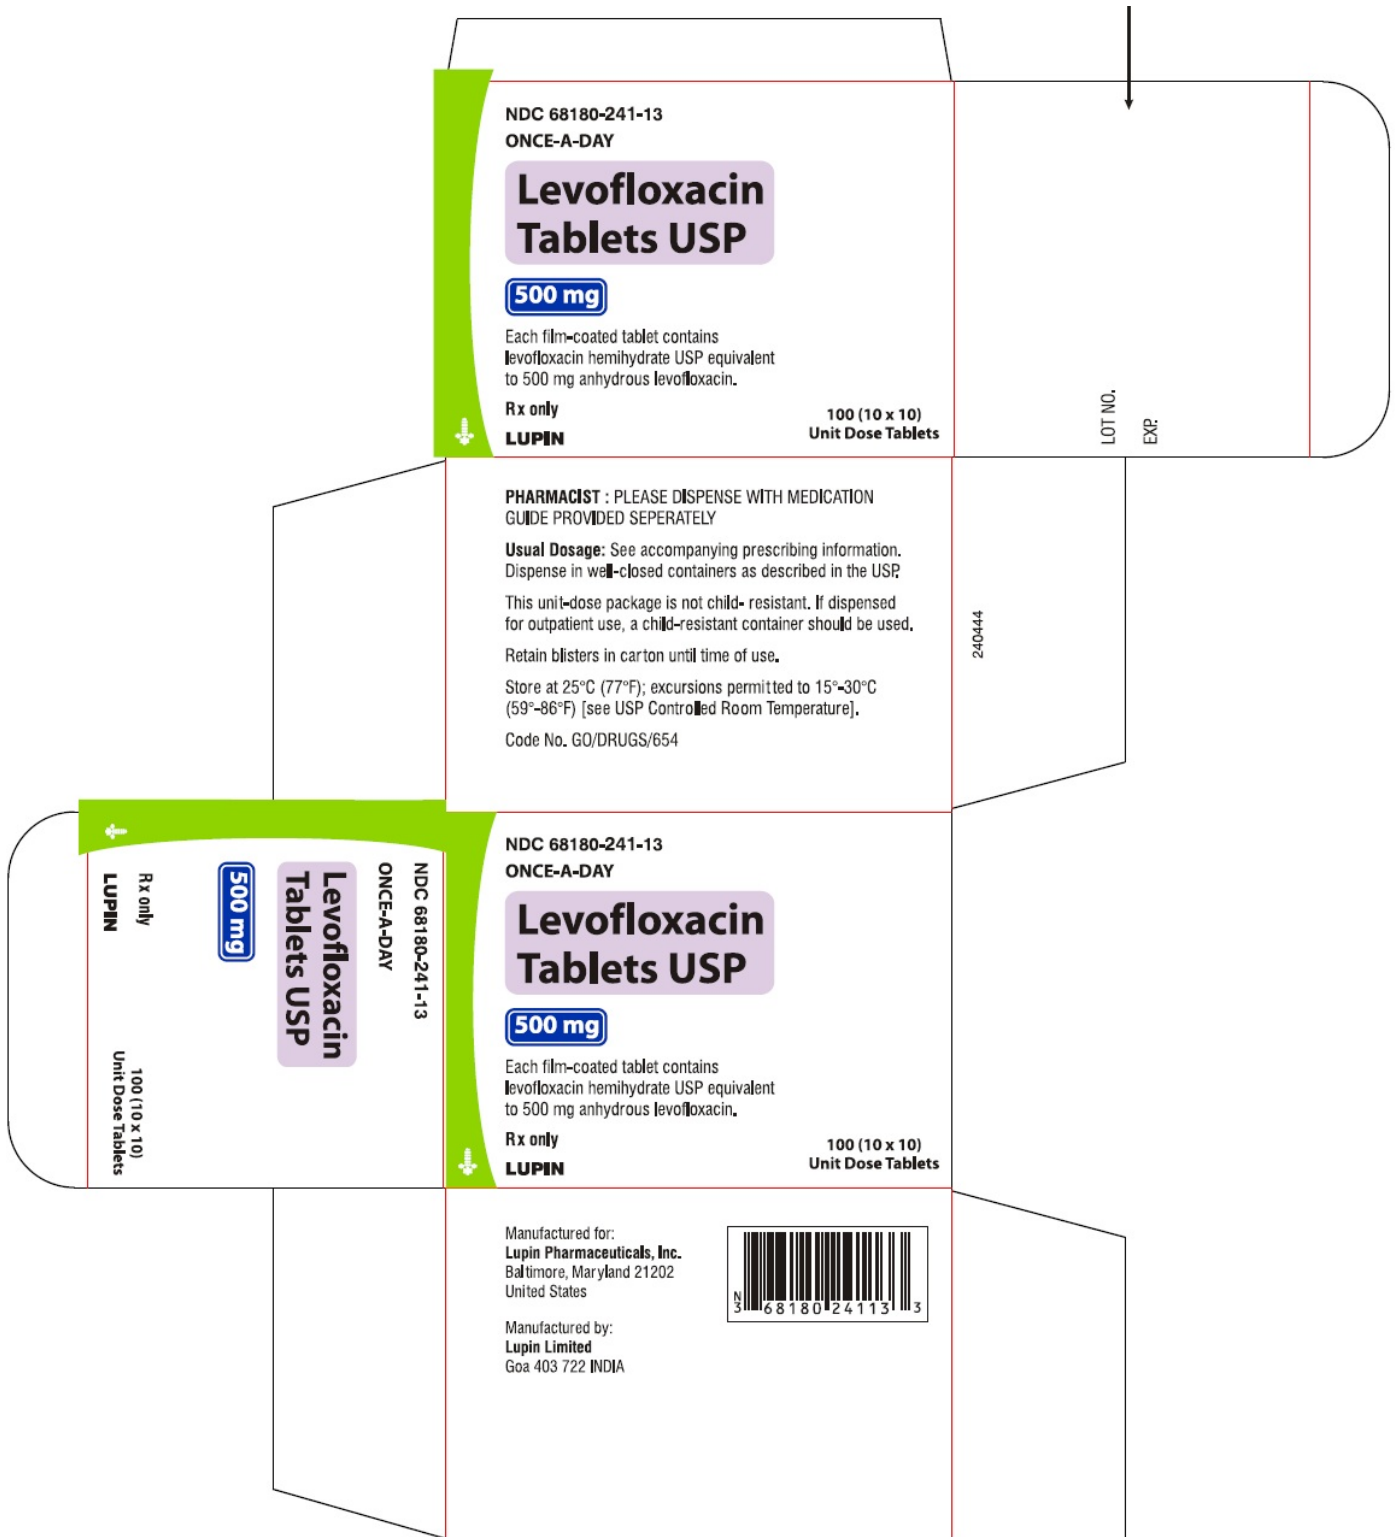 NDC 68180-241-13
ONCE-A-DAY
Levofloxacin
Tablets USP
500 mg
Each film-coated tablet contains
levofloxacin hemihydrate USP equivalent
to 500 mg anhydrous levofloxacin.
Rx only
LUPIN
100 (10 x 10)
Unit Dose Tablets
LOT NO.
EXP.
PHARMACIST : PLEASE DISPENSE WITH MEDICATION
GUIDE PROVIDED SEPERATELY
Usual Dosage: See accompanying prescribing information.
Dispense in well-closed containers as described in the USP.
This unit-dose package is not child- resistant. If dispensed
for outpatient use, a child-resistant container should be used.
Retain blisters in carton until time of use.
Store at 25°C (77°F); excursions permitted to 15°-30°C
(59°-86°F) [see USP Controlled Room Temperature].
Code No. GO/DRUGS/654
240444
NDC 68180-241-13
ONCE-A-DAY
Levofloxacin
Tablets USP
500 mg
Rx only
LUPIN
100 (10 x 10)
Unit Dose Tablets
NDC 68180-241-13
ONCE-A-DAY
Levofloxacin
Tablets USP
500 mg
Each film-coated tablet contains
levofloxacin hemihydrate USP equivalent
to 500 mg anhydrous levofloxacin.
Rx only
LUPIN
100 (10 x 10)
Unit Dose Tablets
Manufactured for:
Lupin Pharmaceuticals, Inc.
Baltimore, Maryland 21202
United States
Manufactured by:
Lupin Limited
Goa 403 722 INDIA
N
3 68180 24113 3